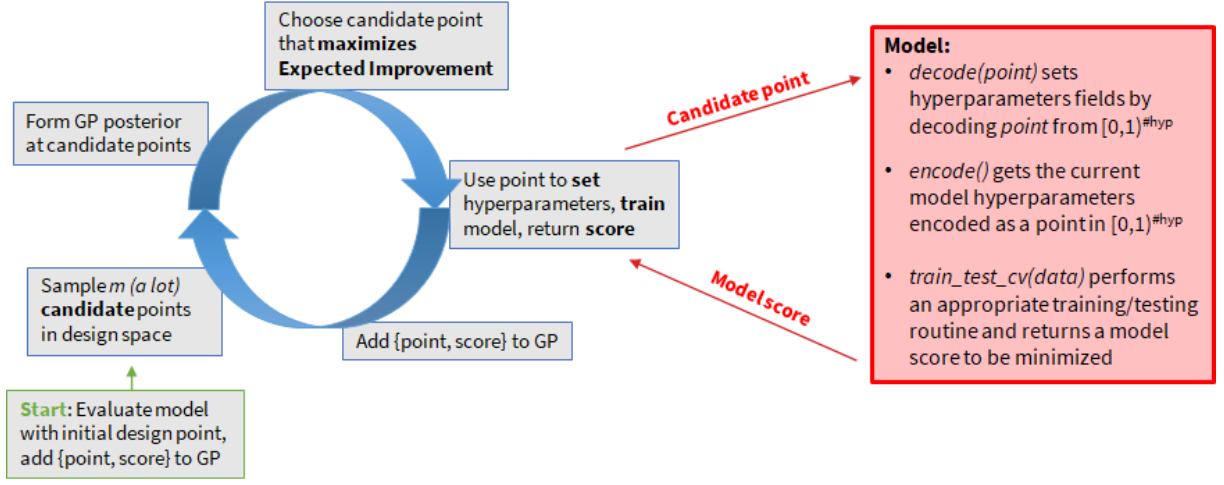 Choose candidate point
that maximizes
Expected Improvement
Form GP posterior
at candidate points
Use point to set
hyperparameters, train
model, return score
Sample m (a lot)
candidate points
in design space
Add {point, score} to GP
Start: Evaluate model
with initial design point,
add {point, score} to GP
Candidate point
Model score
Model:
• decode(point) sets
hyperparameters fields by
decoding point from [0,1)^#hyp
• encode() gets the current
model hyperparameters
encoded as a point in [0,1)^#hyp
• train_test_cv(data) performs
an appropriate training/testing
routine and returns a model
score to be minimized